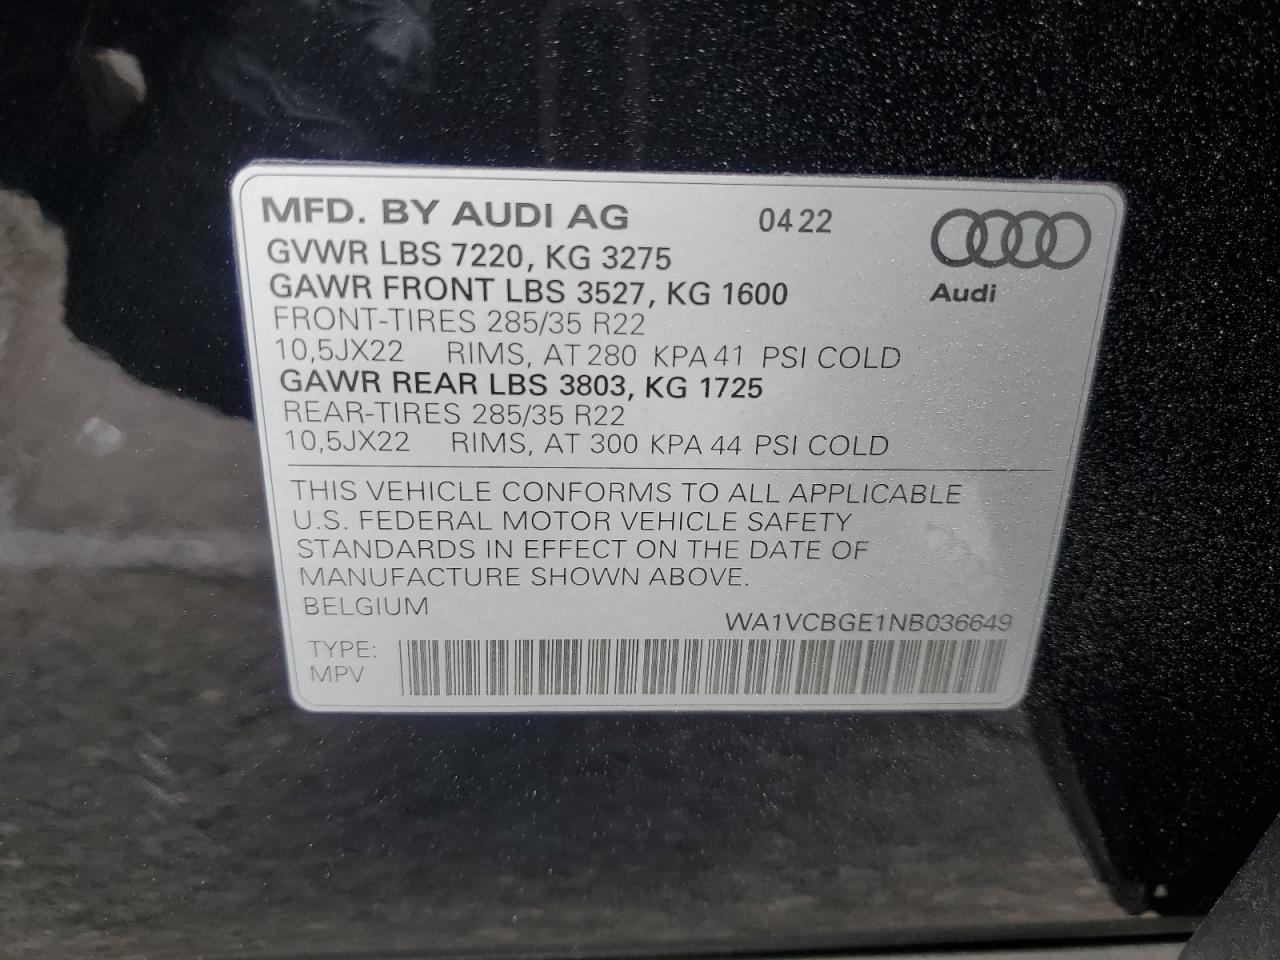 MFD. BY AUDI AG 0422
GVWR LBS 7220, KG 3275
GAWR FRONT LBS 3527, KG 1600
Audi
FRONT-TIRES 285/35 R22
10,5JX22 RIMS, AT 280 KPA 41 PSI COLD
GAWR REAR LBS 3803, KG 1725
REAR-TIRES 285/35 R22
10,5JX22 RIMS, AT 300 KPA 44 PSI COLD
THIS VEHICLE CONFORMS TO ALL APPLICABLE
U.S. FEDERAL MOTOR VEHICLE SAFETY
STANDARDS IN EFFECT ON THE DATE OF
MANUFACTURE SHOWN ABOVE.
BELGIUM
WA1VCBGE1NB036649
TYPE:
MPV